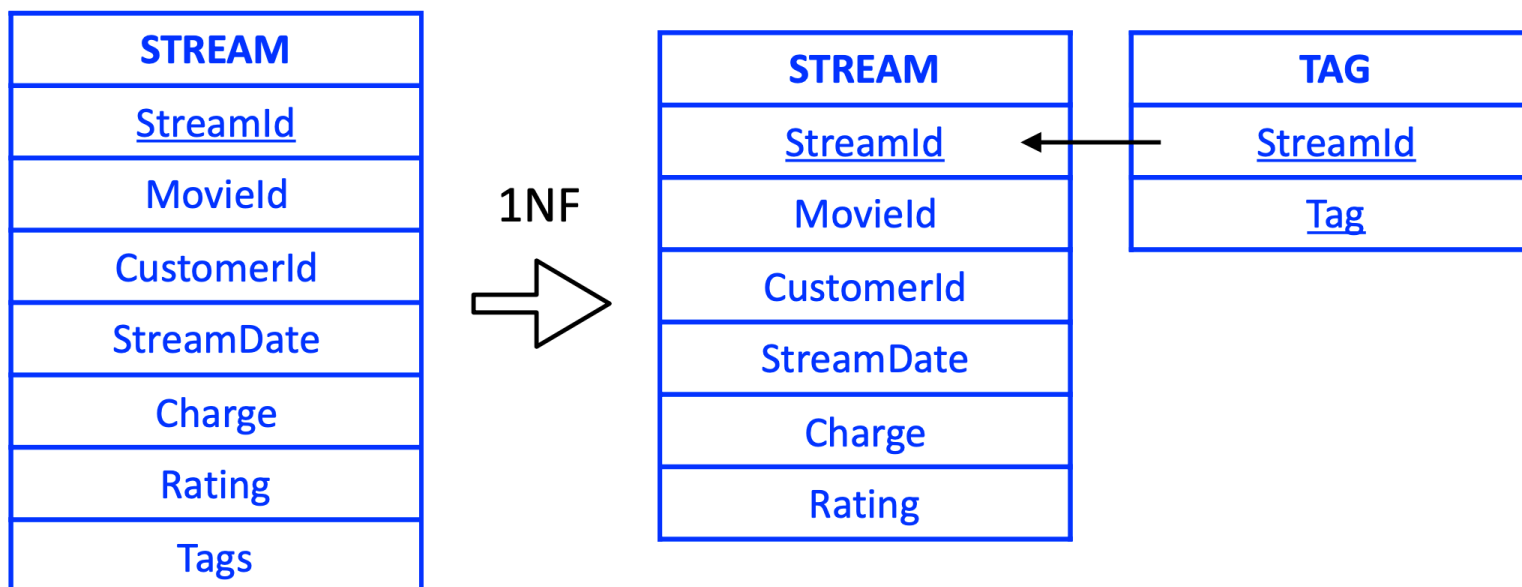 STREAM
StreamId
MovieId
CustomerId
StreamDate
Charge
Rating
Tags
1NF
STREAM
StreamId
MovieId
CustomerId
StreamDate
Charge
Rating
TAG
StreamId
Tag